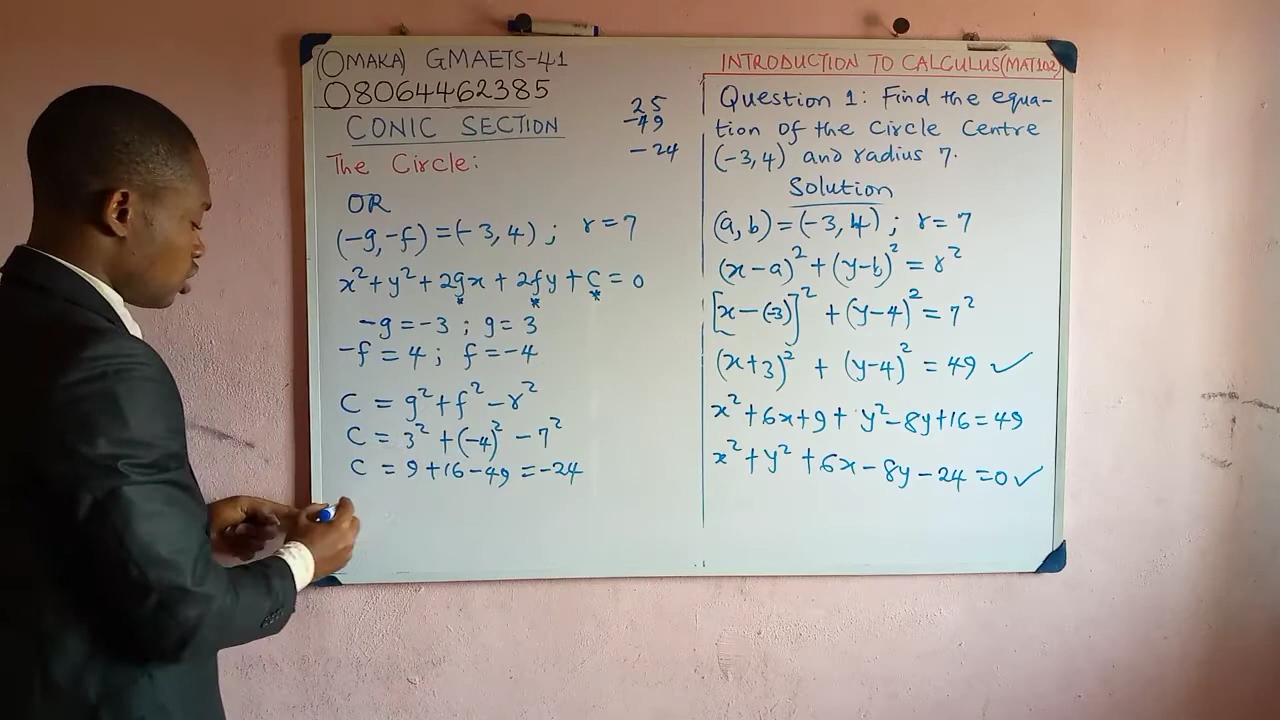 (OMAKA) GMAETS-41
08064462385
CONIC SECTION
The Circle:
25
-49
-24
OR
(-g,-f)=(-3,4); r=7
x²+y²+2gx+2fy+c=0
* * *
-g=-3; g=3
-f=4; f=-4
C = g²+f²-r²
C = 3²+(-4)²-7²
C = 9+16-49=-24
INTRODUCTION TO CALCULUS(MAT102)
Question 1: Find the equa-
tion of the Circle Centre
(-3,4) and radius 7.
Solution
(a,b)=(-3,4); r=7
(x-a)²+(y-b)²=r²
[x-(-3)]²+(y-4)²=7²
(x+3)²+(y-4)²=49 ✓
x²+6x+9+y²-8y+16=49
x²+y²+6x-8y-24=0✓